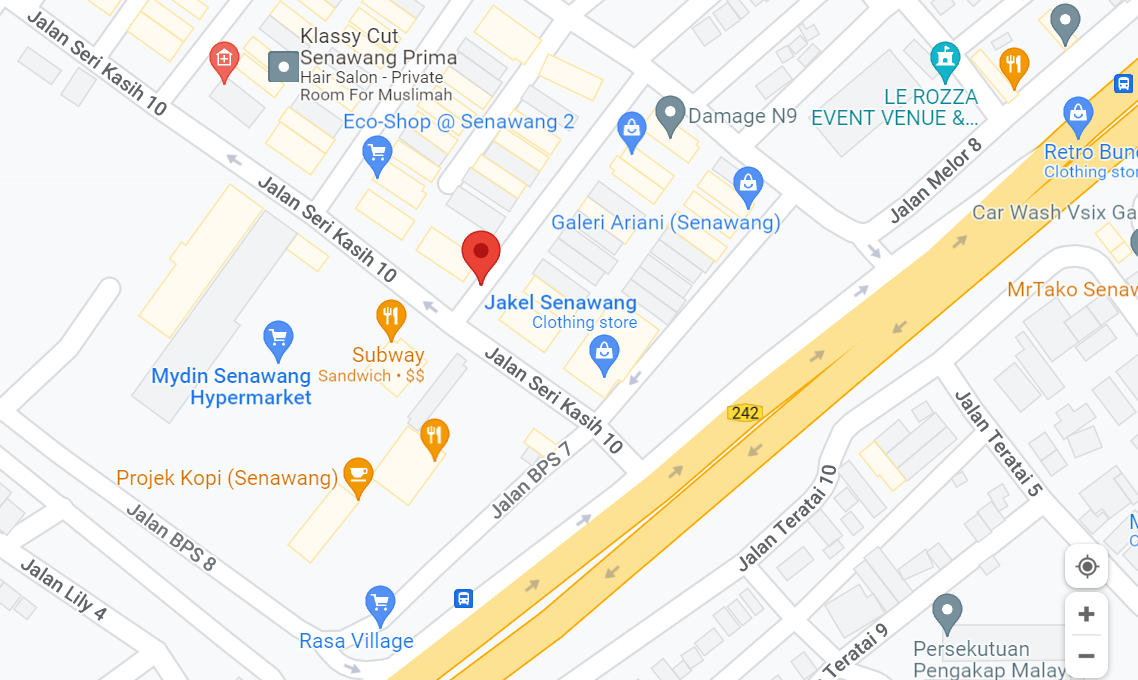 Jalan Seri Kasih 10
Klassy Cut
Senawang Prima
Hair Salon - Private
Room For Muslimah
Eco-Shop @ Senawang 2
Damage N9
LE ROZZA
EVENT VENUE &...
Retro Bund
Clothing stor
Jalan Melor 8
Jalan Seri Kasih 10
Galeri Ariani (Senawang)
Car Wash Vsix Ga
MrTako Senaw
Jakel Senawang
Clothing store
Subway
Sandwich • $$
Mydin Senawang
Hypermarket
Jalan Seri Kasih 10
242
Jalan Teratai 5
Projek Kopi (Senawang)
Jalan BPS 7
Jalan Teratai 10
Jalan BPS 8
Jalan Lily 4
Rasa Village
Teratai 9
Persekutuan
Pengakap Malay
+
−